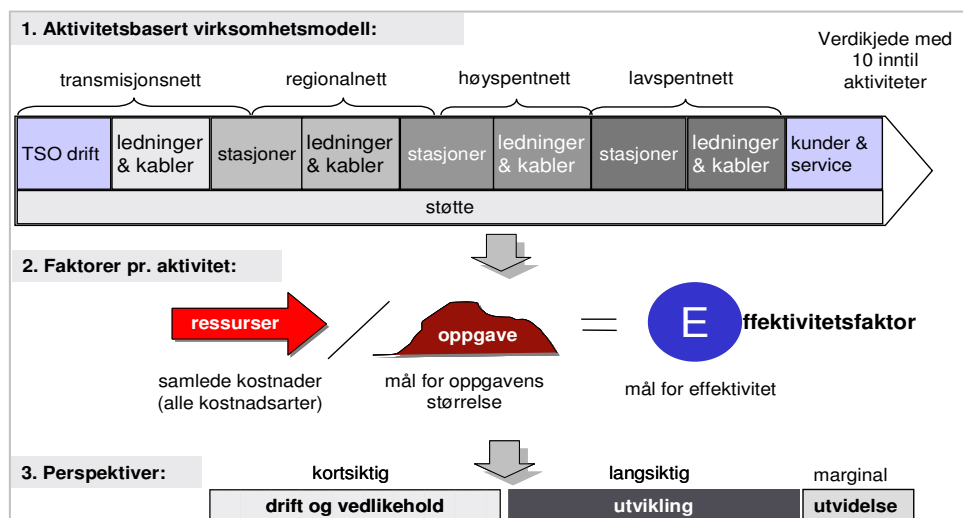 1. Aktivitetsbasert virksomhetsmodell:
Verdikjede med
10 inntil
aktiviteter
transmisjonsnett
regionalnett
høyspentnett
lavspentnett
TSO drift
ledninger
& kabler
stasjoner
ledninger
& kabler
stasjoner
ledninger
& kabler
stasjoner
ledninger
& kabler
kunder &
service
støtte
2. Faktorer pr. aktivitet:
ressurser
/
oppgave
=
Effektivitetsfaktor
samlede kostnader
(alle kostnadsarter)
mål for oppgavens
størrelse
mål for effektivitet
3. Perspektiver:
kortsiktig
langsiktig
marginal
drift og vedlikehold
utvikling
utvidelse